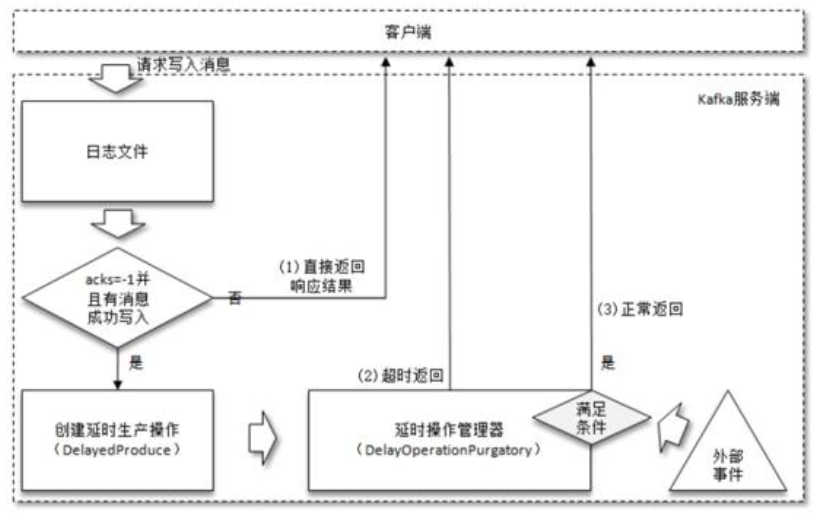 客户端
请求写入消息
Kafka服务端
日志文件
acks=-1并
且有消息
成功写入
否
(1)直接返回
响应结果
是
(2)超时返回
(3)正常返回
是
创建延时生产操作
（DelayedProduce）
延时操作管理器
（DelayOperationPurgatory）
满足
条件
外部
事件